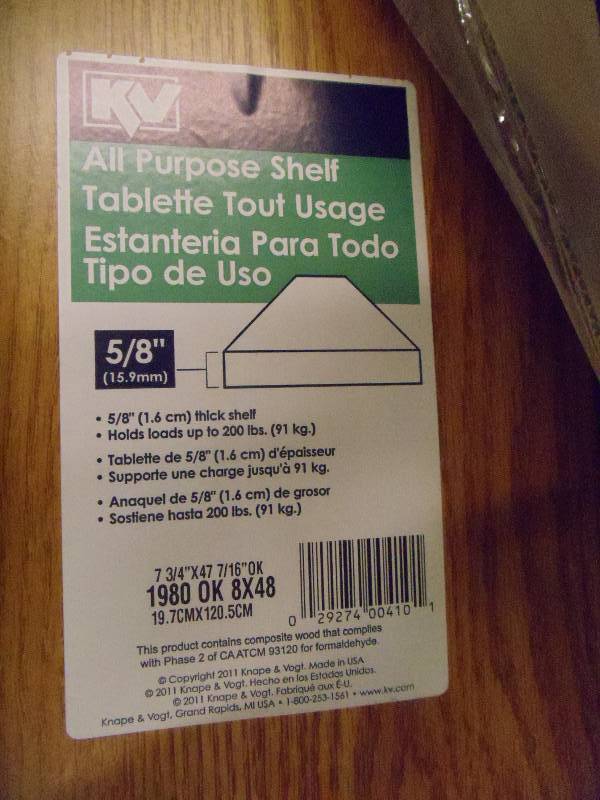 KV
All Purpose Shelf
Tablette Tout Usage
Estanteria Para Todo
Tipo de Uso
5/8"
(15.9mm)
• 5/8" (1.6 cm) thick shelf
• Holds loads up to 200 lbs. (91 kg.)
• Tablette de 5/8" (1.6 cm) d'épaisseur
• Supporte une charge jusqu'à 91 kg.
• Anaquel de 5/8" (1.6 cm) de grosor
• Sostiene hasta 200 lbs. (91 kg.)
7 3/4"X47 7/16"OK
1980 OK 8X48
19.7CMX120.5CM
0 29274 00410 1
This product contains composite wood that complies
with Phase 2 of CA ATCM 93120 for formaldehyde.
© Copyright 2011 Knape & Vogt. Made in USA
© 2011 Knape & Vogt. Hecho en los Estados Unidos.
© 2011 Knape & Vogt. Fabriqué aux É-U.
Knape & Vogt, Grand Rapids, MI USA • 1-800-253-1561 • www.kv.com